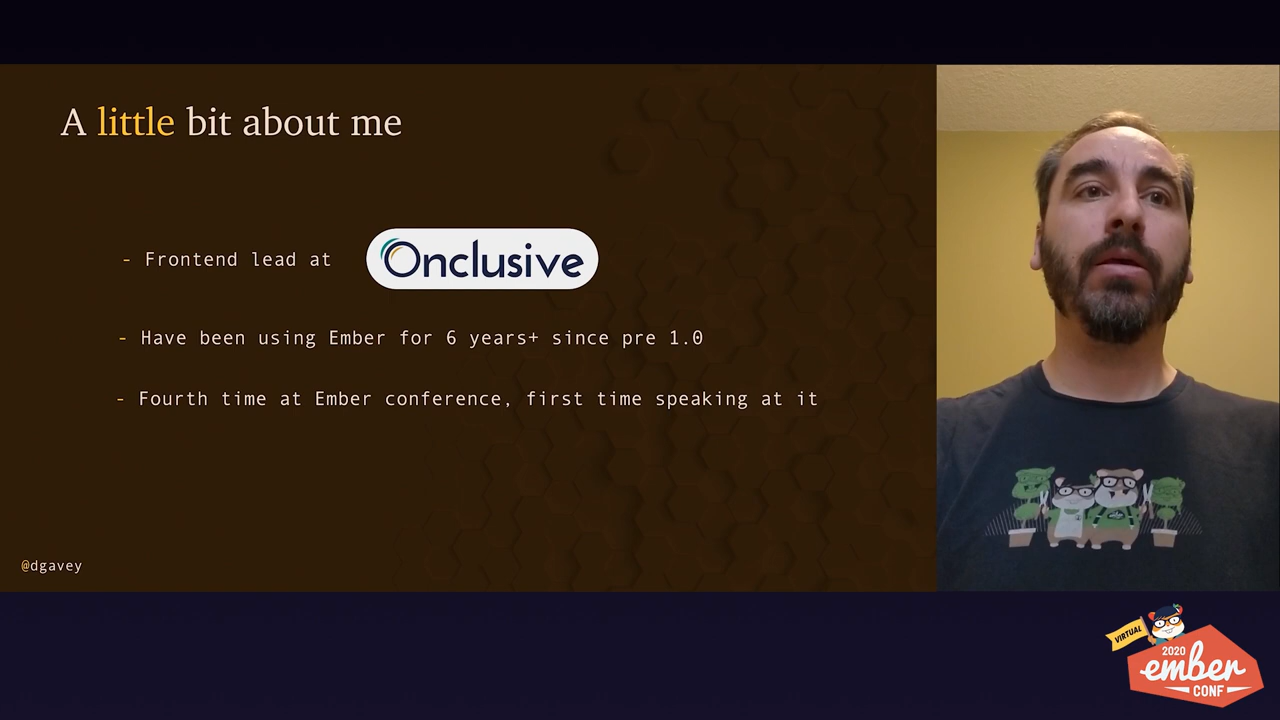 A little bit about me
- Frontend lead at Onclusive
- Have been using Ember for 6 years+ since pre 1.0
- Fourth time at Ember conference, first time speaking at it
@dgavey
VIRTUAL
2020
ember
CONF